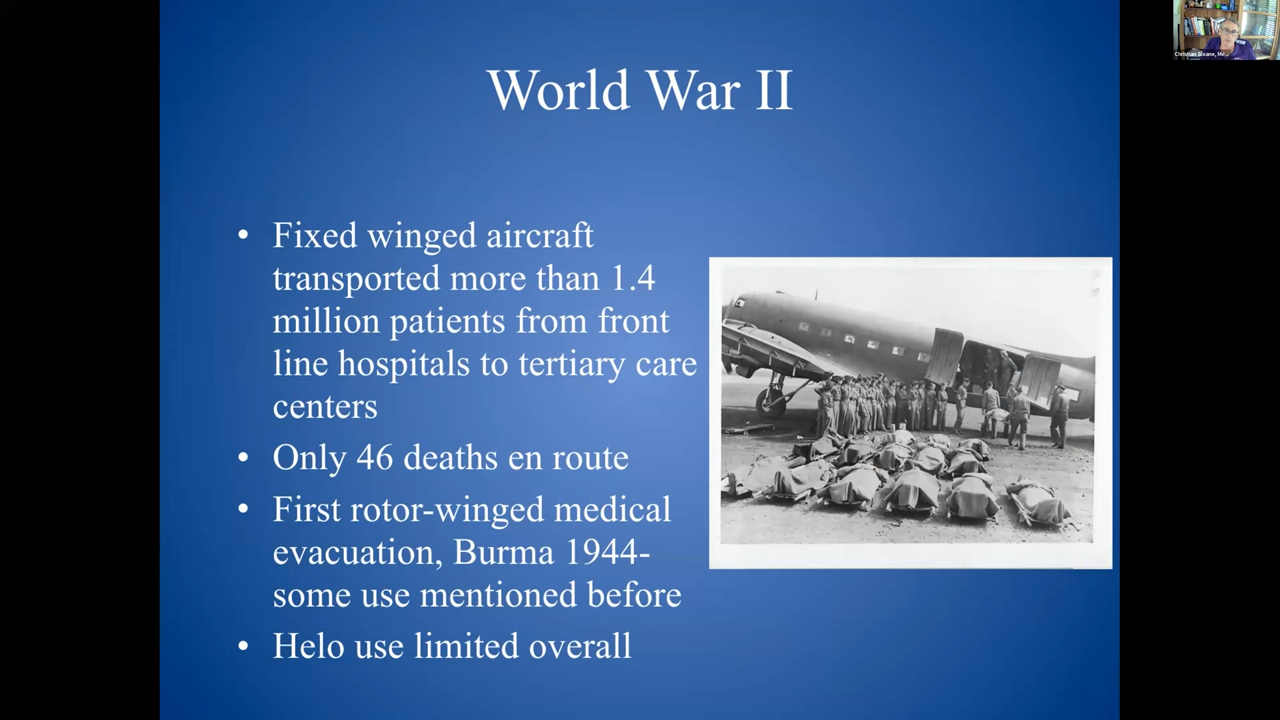 Christian Sloane, Me...
World War II
• Fixed winged aircraft
transported more than 1.4
million patients from front
line hospitals to tertiary care
centers
• Only 46 deaths en route
• First rotor-winged medical
evacuation, Burma 1944-
some use mentioned before
• Helo use limited overall